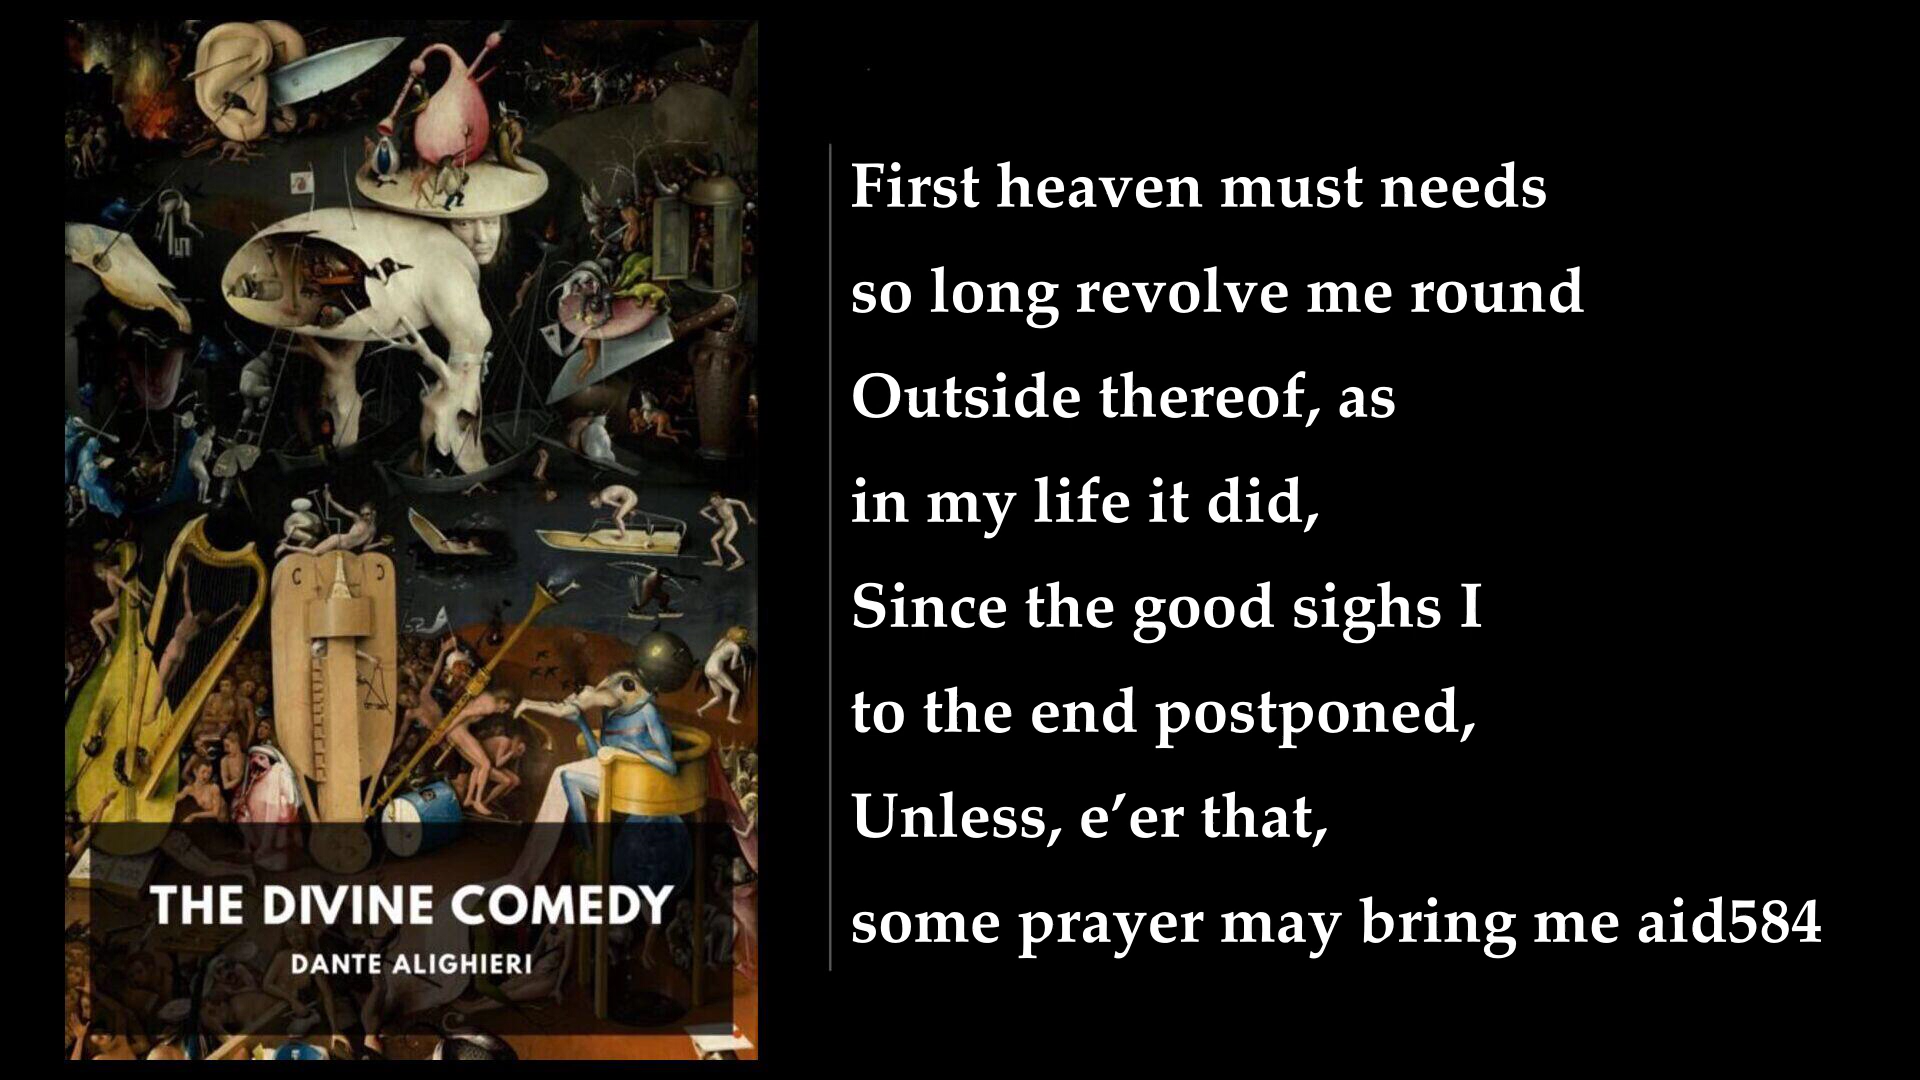 First heaven must needs
so long revolve me round
Outside thereof, as
in my life it did,
Since the good sighs I
to the end postponed,
Unless, e’er that,
some prayer may bring me aid584
THE DIVINE COMEDY
DANTE ALIGHIERI